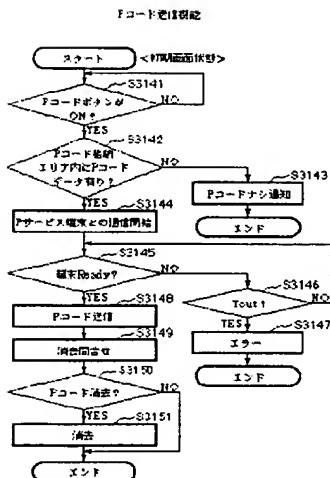 Pコード送信機能
スタート <初期画面状態>
S3141
Pコードボタンが
ON? NO
YES S3142
Pコード格納
エリア内にPコード
データ有り? NO
S3143
Pコードナシ通知
YES S3144
エンド
Pサービス端末との通信開始
S3145
端末Ready? NO
S3146
YES S3148
Tout? NO
Pコード送信
YES S3147
S3149
エラー
消去問合せ
S3150
エンド
Pコード消去? NO
YES S3151
消去
エンド